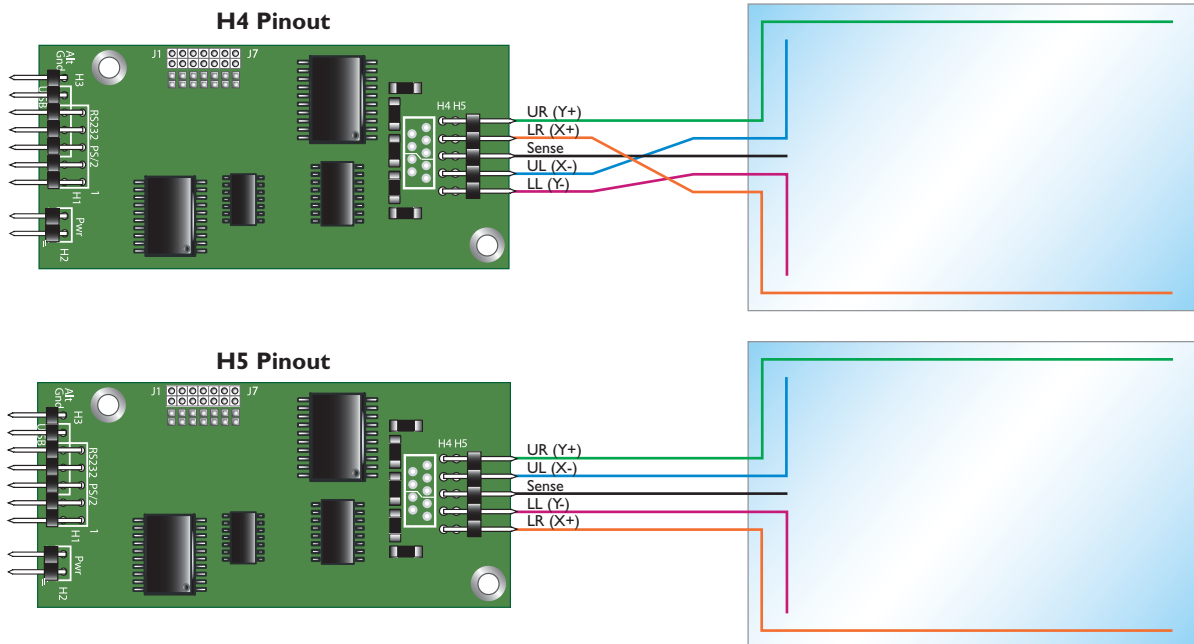 H4 Pinout
J1
J7
Alt
Gnd
H3
USB
RS232 PS/2
1
H1
Pwr
H2
H4 H5
UR (Y+)
LR (X+)
Sense
UL (X-)
LL (Y-)
H5 Pinout
J1
J7
Alt
Gnd
H3
USB
RS232 PS/2
1
H1
Pwr
H2
H4 H5
UR (Y+)
UL (X-)
Sense
LL (Y-)
LR (X+)